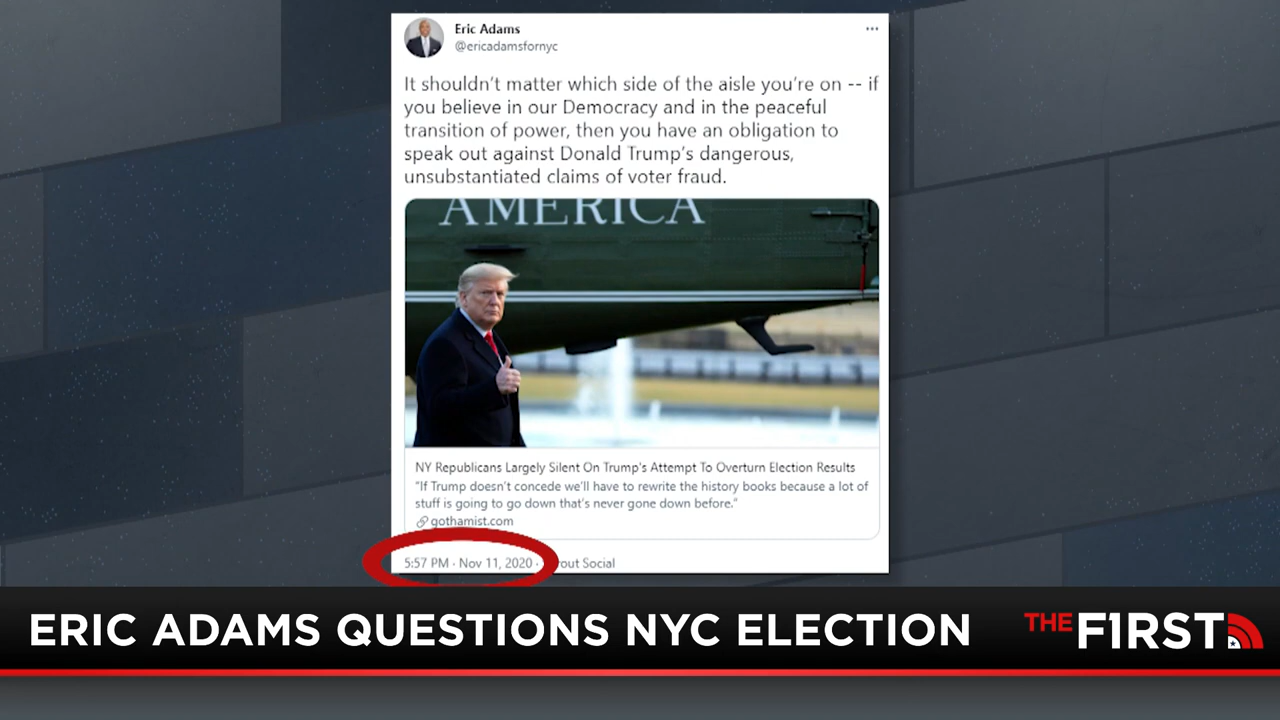 Eric Adams
@ericadamsfornyc
It shouldn't matter which side of the aisle you're on -- if
you believe in our Democracy and in the peaceful
transition of power, then you have an obligation to
speak out against Donald Trump's dangerous,
unsubstantiated claims of voter fraud.
AMERICA
NY Republicans Largely Silent On Trump's Attempt To Overturn Election Results
"If Trump doesn't concede we'll have to rewrite the history books because a lot of
stuff is going to go down that's never gone down before."
gothamist.com
5:57 PM · Nov 11, 2020 · Social
ERIC ADAMS QUESTIONS NYC ELECTION
THE F1RST